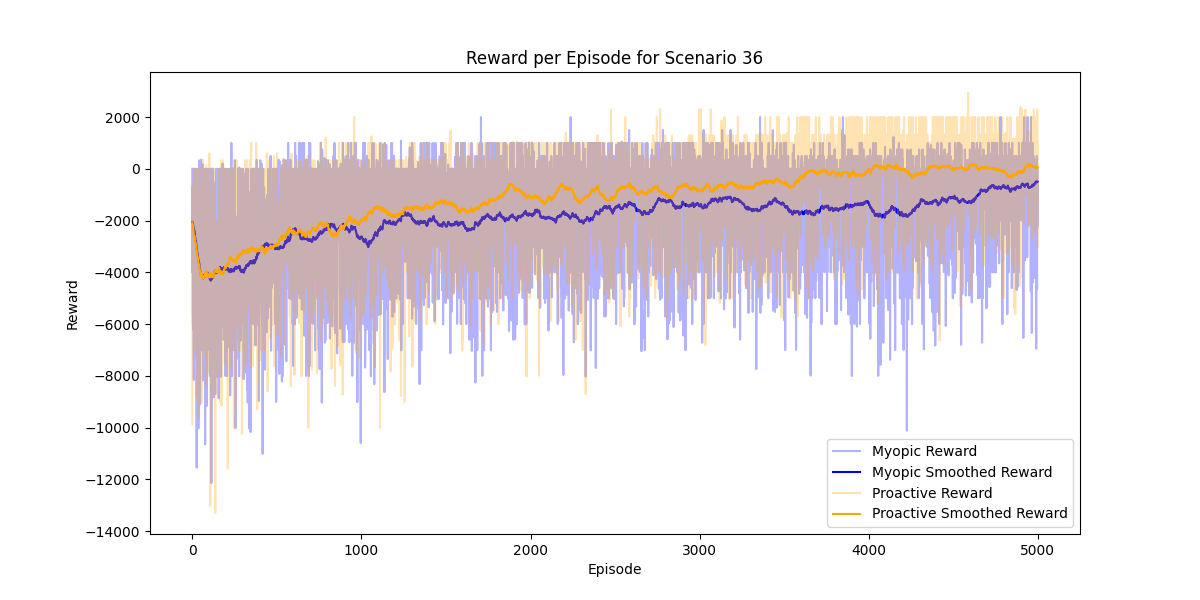 Reward per Episode for Scenario 36
2000
0
−2000
−4000
−6000
−8000
−10000
−12000
−14000
Reward
0 1000 2000 3000 4000 5000
Episode
Myopic Reward
Myopic Smoothed Reward
Proactive Reward
Proactive Smoothed Reward